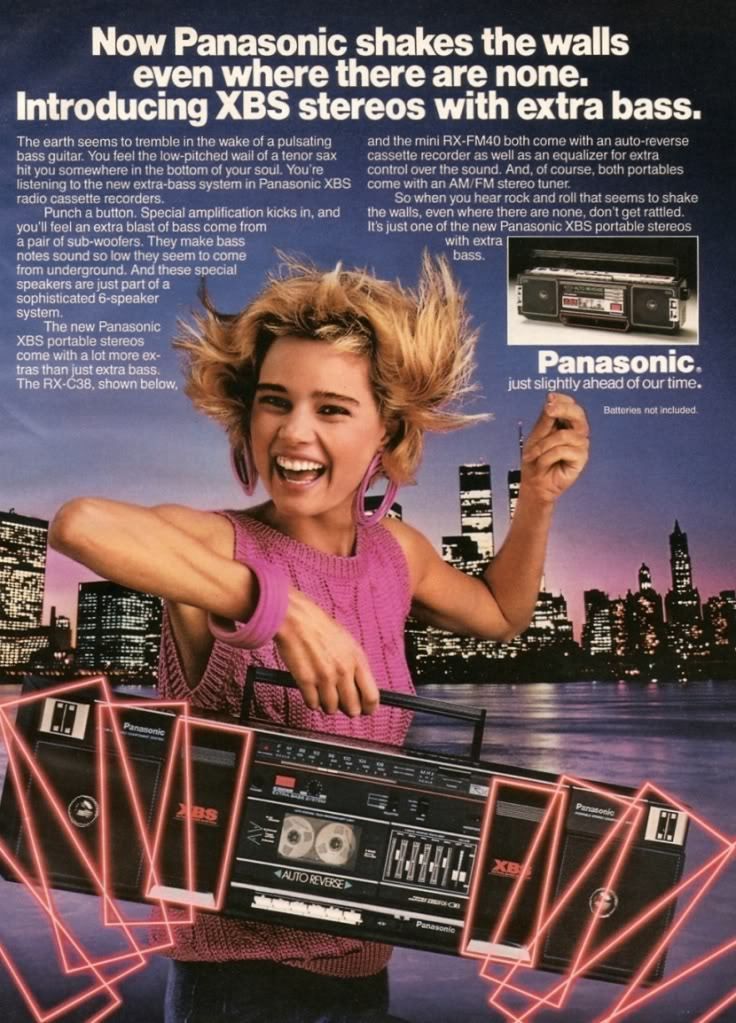 Now Panasonic shakes the walls
even where there are none.
Introducing XBS stereos with extra bass.
The earth seems to tremble in the wake of a pulsating
bass guitar. You feel the low-pitched wail of a tenor sax
hit you somewhere in the bottom of your soul. You're
listening to the new extra-bass system in Panasonic XBS
radio cassette recorders.
Punch a button. Special amplification kicks in, and
you'll feel an extra blast of bass come from
a pair of sub-woofers. They make bass
notes sound so low they seem to come
from underground. And these special
speakers are just part of a
sophisticated 6-speaker
system.
The new Panasonic
XBS portable stereos
come with a lot more ex-
tras than just extra bass.
The RX-C38, shown below,
and the mini RX-FM40 both come with an auto-reverse
cassette recorder as well as an equalizer for extra
control over the sound. And, of course, both portables
come with an AM/FM stereo tuner.
So when you hear rock and roll that seems to shake
the walls, even where there are none, don't get rattled.
It's just one of the new Panasonic XBS portable stereos
with extra
bass.
Panasonic®
just slightly ahead of our time.
Batteries not included.
Panasonic
XBS
EXTRA BASS SYSTEM
AUTO REVERSE
Panasonic
XBS
Panasonic